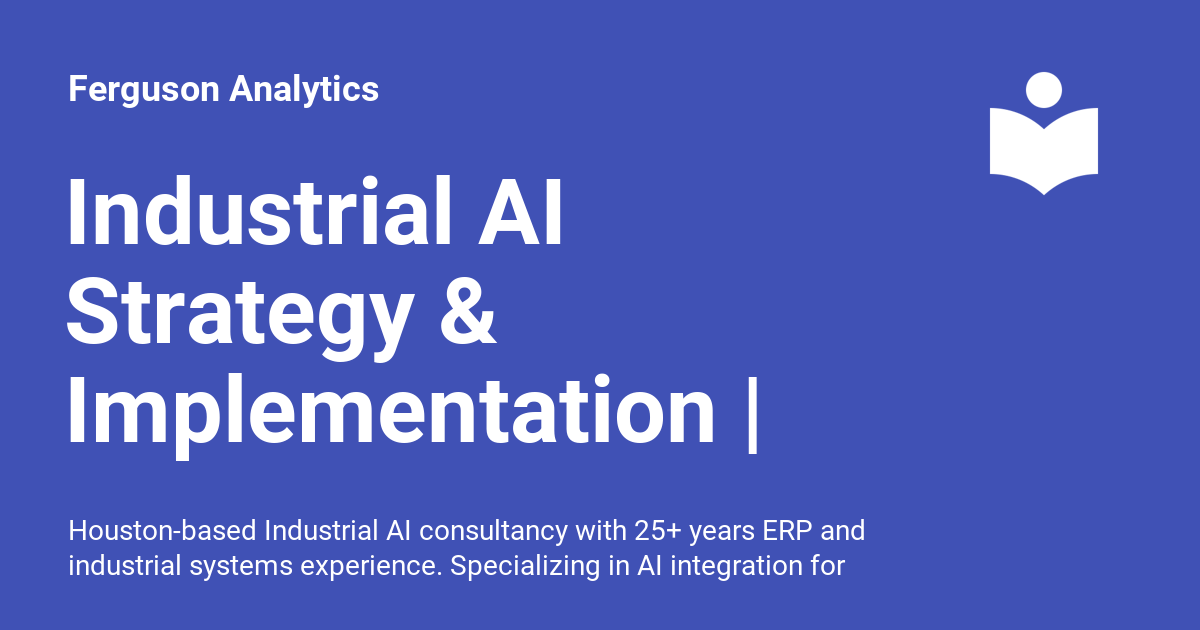 Ferguson Analytics
Industrial AI
Strategy &
Implementation |
Houston-based Industrial AI consultancy with 25+ years ERP and
industrial systems experience. Specializing in AI integration for